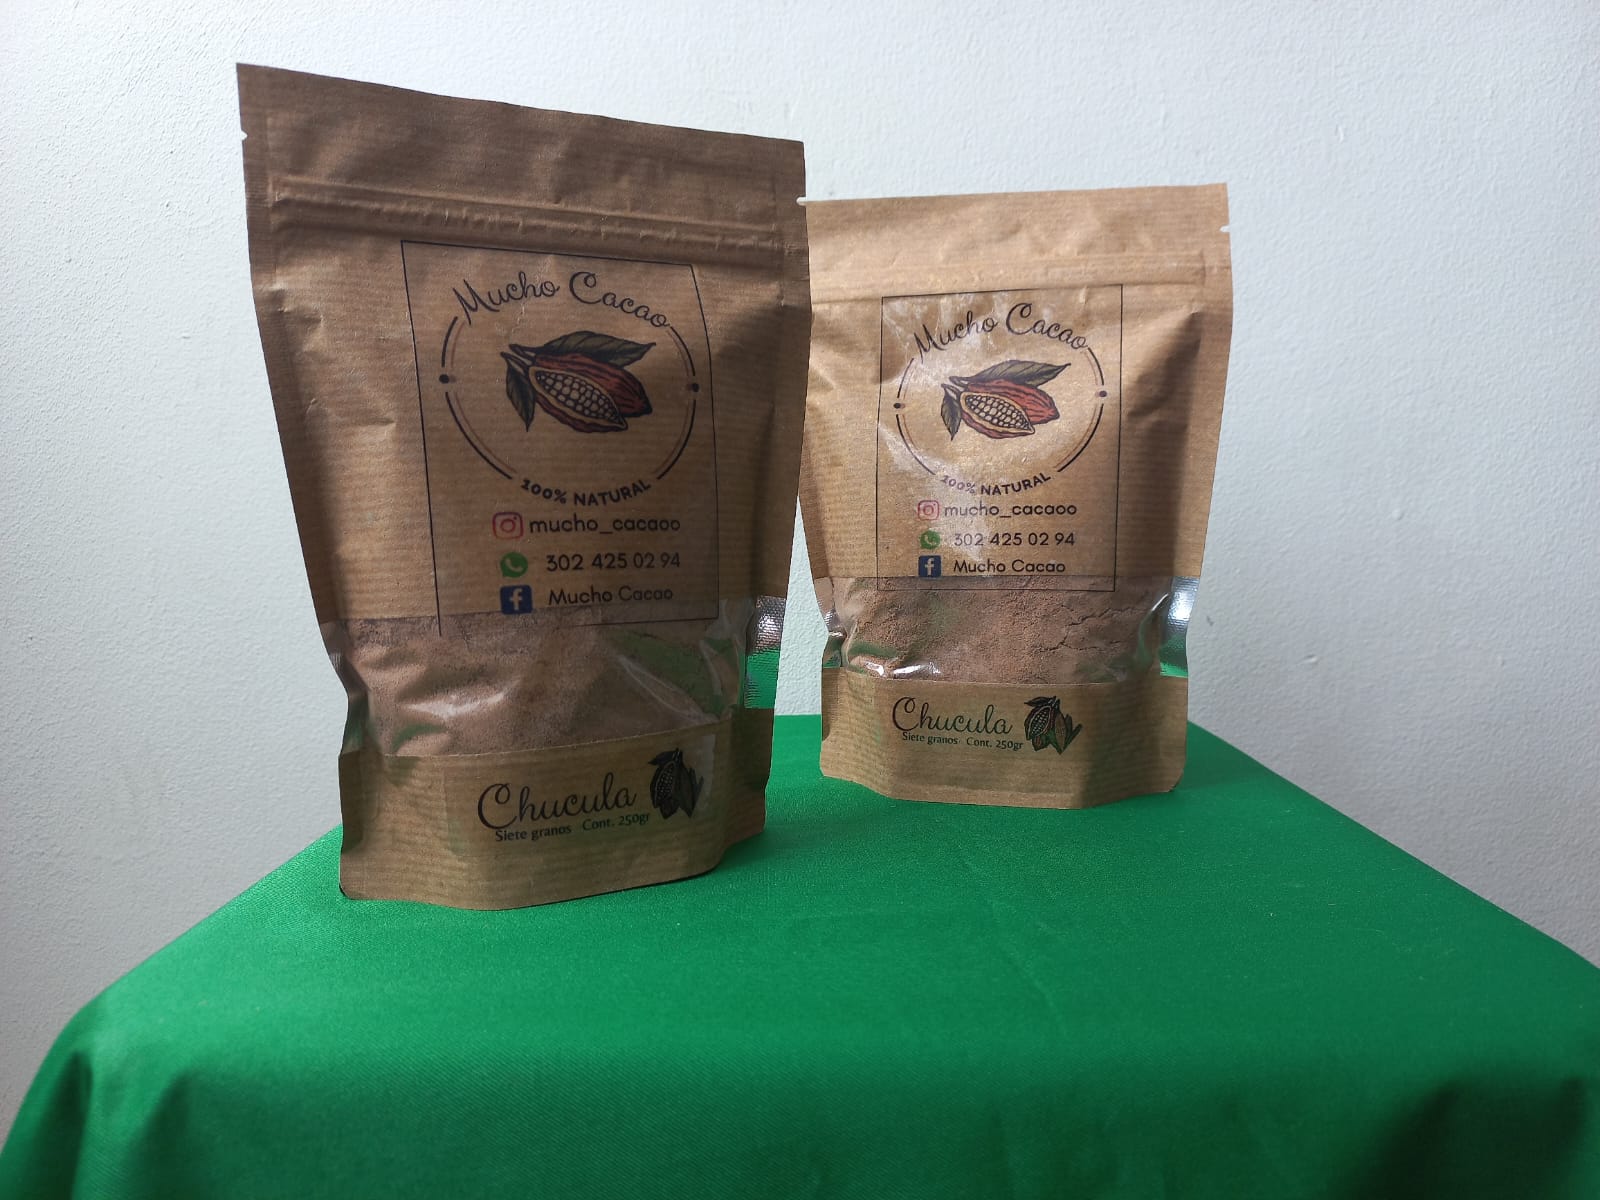 Mucho Cacao
100% NATURAL
mucho_cacaoo
302 425 02 94
Mucho Cacao
Chucula
Siete granos Cont. 250gr
Mucho Cacao
100% NATURAL
mucho_cacaoo
302 425 02 94
Mucho Cacao
Chucula
Siete granos Cont. 250gr